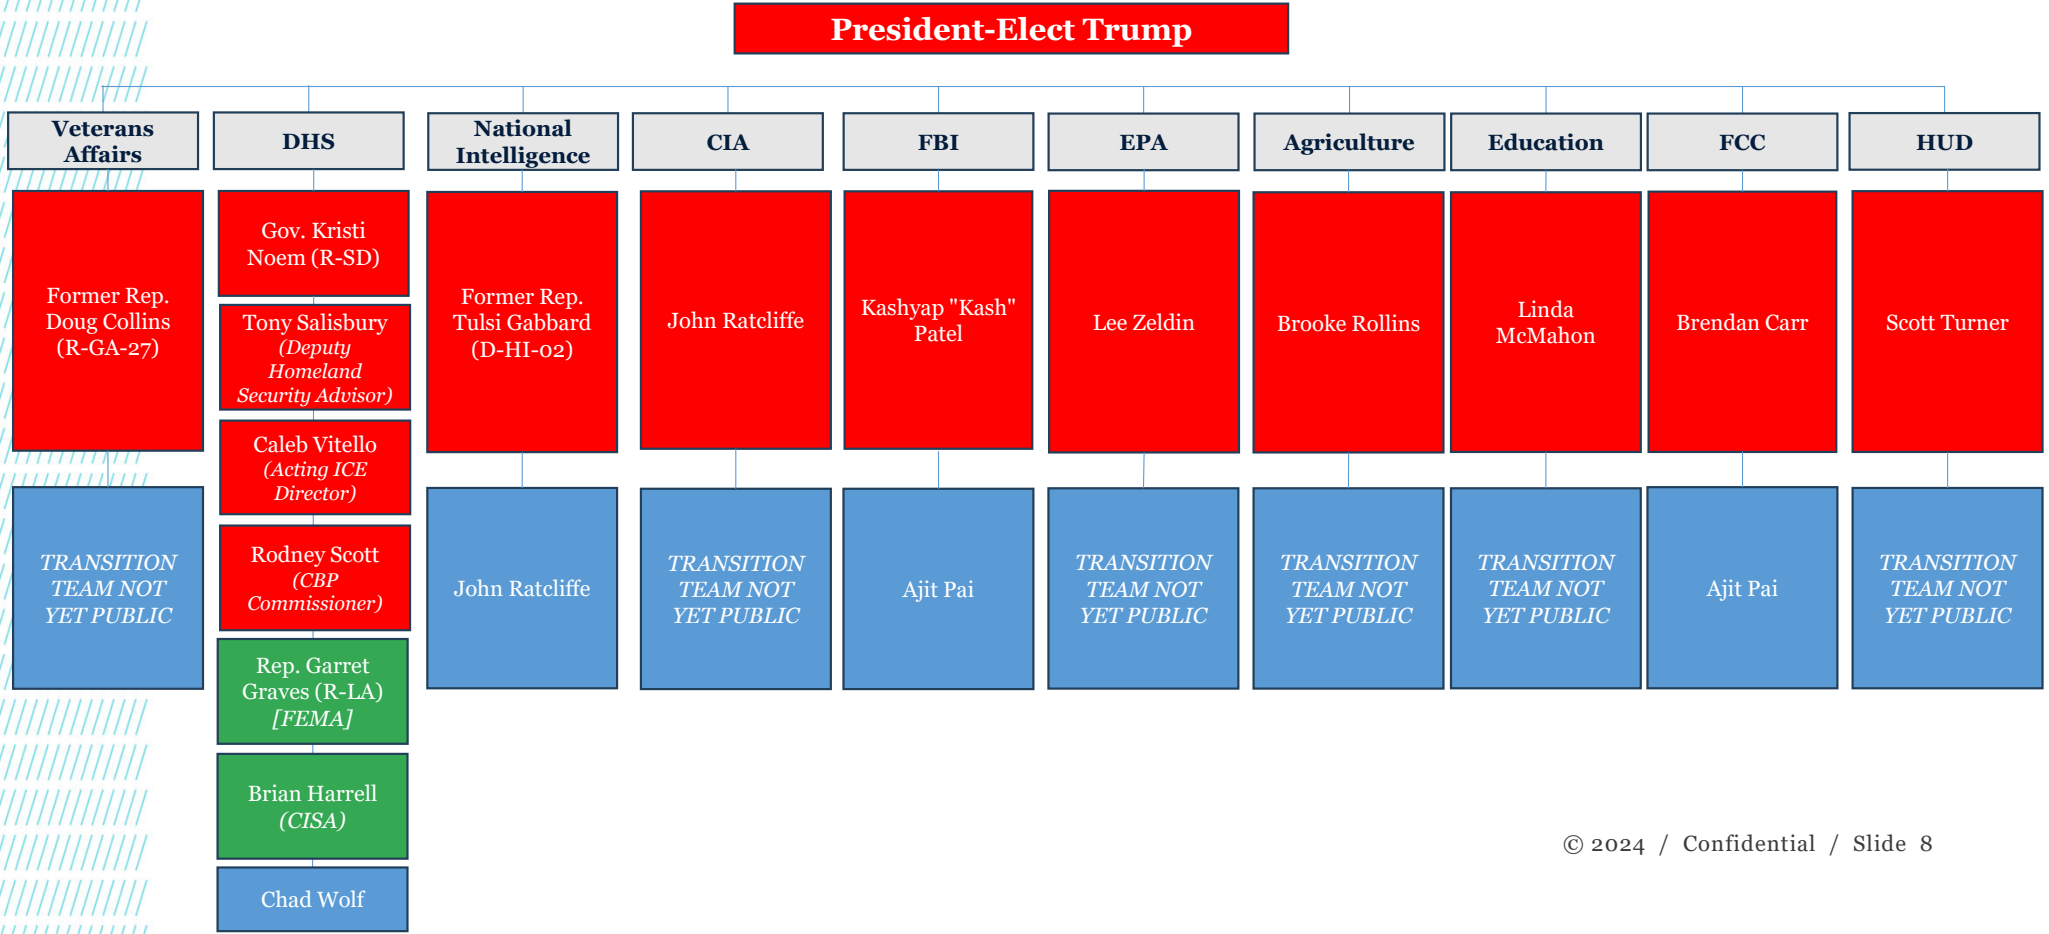 President-Elect Trump
Veterans
Affairs
DHS
National
Intelligence
CIA
FBI
EPA
Agriculture
Education
FCC
HUD
Former Rep.
Doug Collins
(R-GA-27)
TRANSITION
TEAM NOT
YET PUBLIC
Gov. Kristi
Noem (R-SD)
Tony Salisbury
(Deputy
Homeland
Security Advisor)
Caleb Vitello
(Acting ICE
Director)
Rodney Scott
(CBP
Commissioner)
Rep. Garret
Graves (R-LA)
[FEMA]
Brian Harrell
(CISA)
Chad Wolf
Former Rep.
Tulsi Gabbard
(D-HI-02)
John Ratcliffe
John Ratcliffe
TRANSITION
TEAM NOT
YET PUBLIC
Kashyap "Kash"
Patel
Ajit Pai
Lee Zeldin
TRANSITION
TEAM NOT
YET PUBLIC
Brooke Rollins
TRANSITION
TEAM NOT
YET PUBLIC
Linda
McMahon
TRANSITION
TEAM NOT
YET PUBLIC
Brendan Carr
Ajit Pai
Scott Turner
TRANSITION
TEAM NOT
YET PUBLIC
© 2024 / Confidential / Slide 8